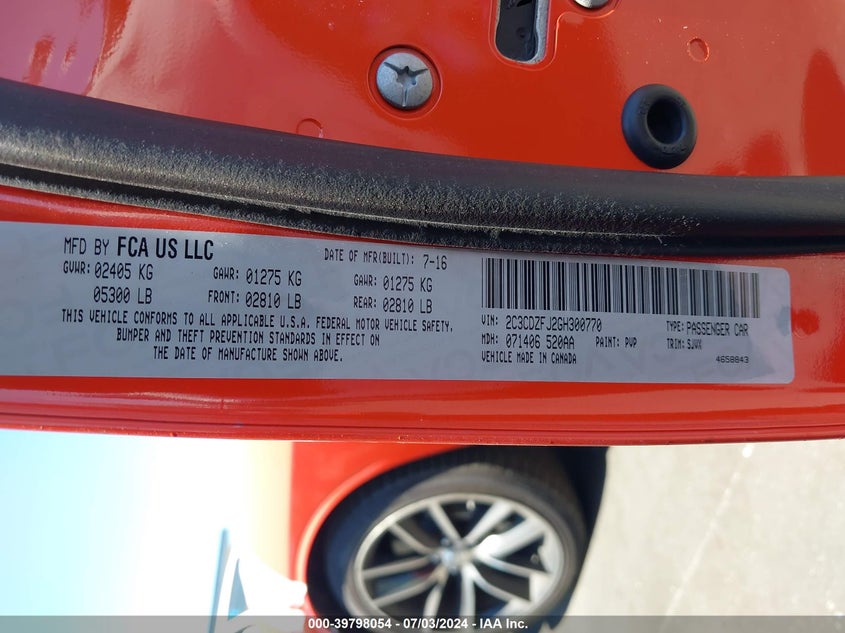 MFD BY FCA US LLC
DATE OF MFR(BUILT): 7-16
GVWR: 02405 KG
GAWR: 01275 KG
GAWR: 01275 KG
05300 LB
FRONT: 02810 LB
REAR: 02810 LB
THIS VEHICLE CONFORMS TO ALL APPLICABLE U.S.A. FEDERAL MOTOR VEHICLE SAFETY,
BUMPER AND THEFT PREVENTION STANDARDS IN EFFECT ON
THE DATE OF MANUFACTURE SHOWN ABOVE.
VIN: 2C3CDZFJ2GH300770
TYPE: PASSENGER CAR
MDH: 071406 520AA
PAINT: PVP
TRIM: SJWX
VEHICLE MADE IN CANADA
4658843
000-39798054 - 07/03/2024 - IAA Inc.